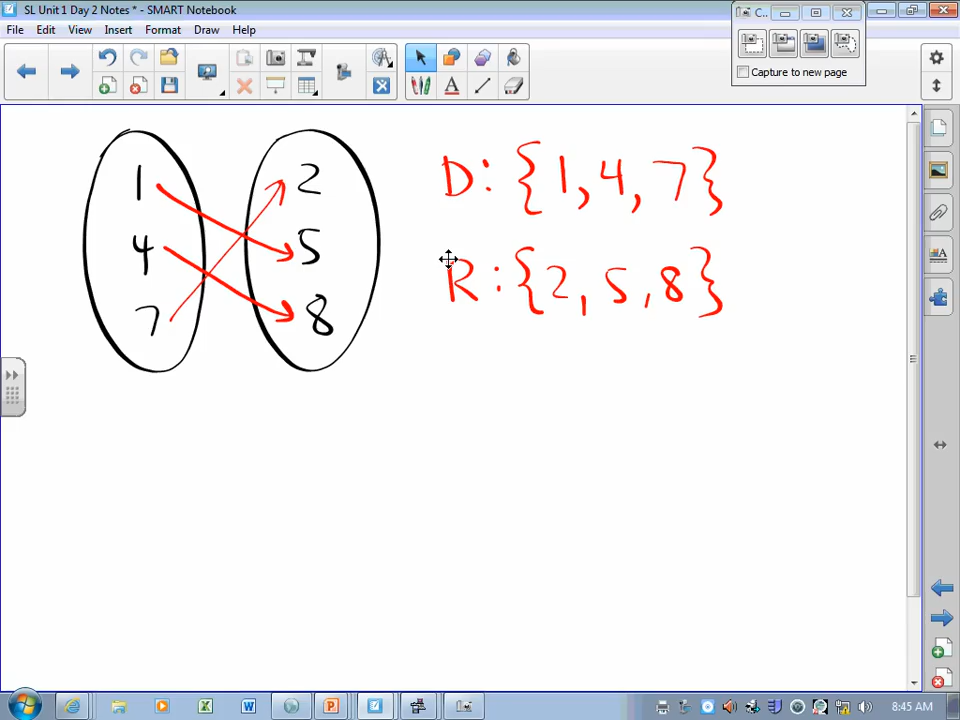 SL Unit 1 Day 2 Notes * - SMART Notebook
C..
File Edit View Insert Format Draw Help
Capture to new page
1 2
4 5
7 8
D: {1, 4, 7}
R: {2, 5, 8}
8:45 AM